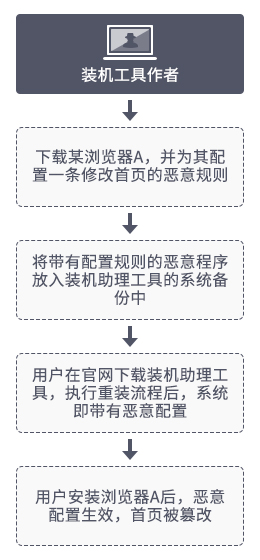 装机工具作者
下载某浏览器A，并为其配
置一条修改首页的恶意规则
将带有配置规则的恶意程序
放入装机助理工具的系统备
份中
用户在官网下载装机助理工
具，执行重装流程后，系统
即带有恶意配置
用户安装浏览器A后，恶意
配置生效，首页被篡改